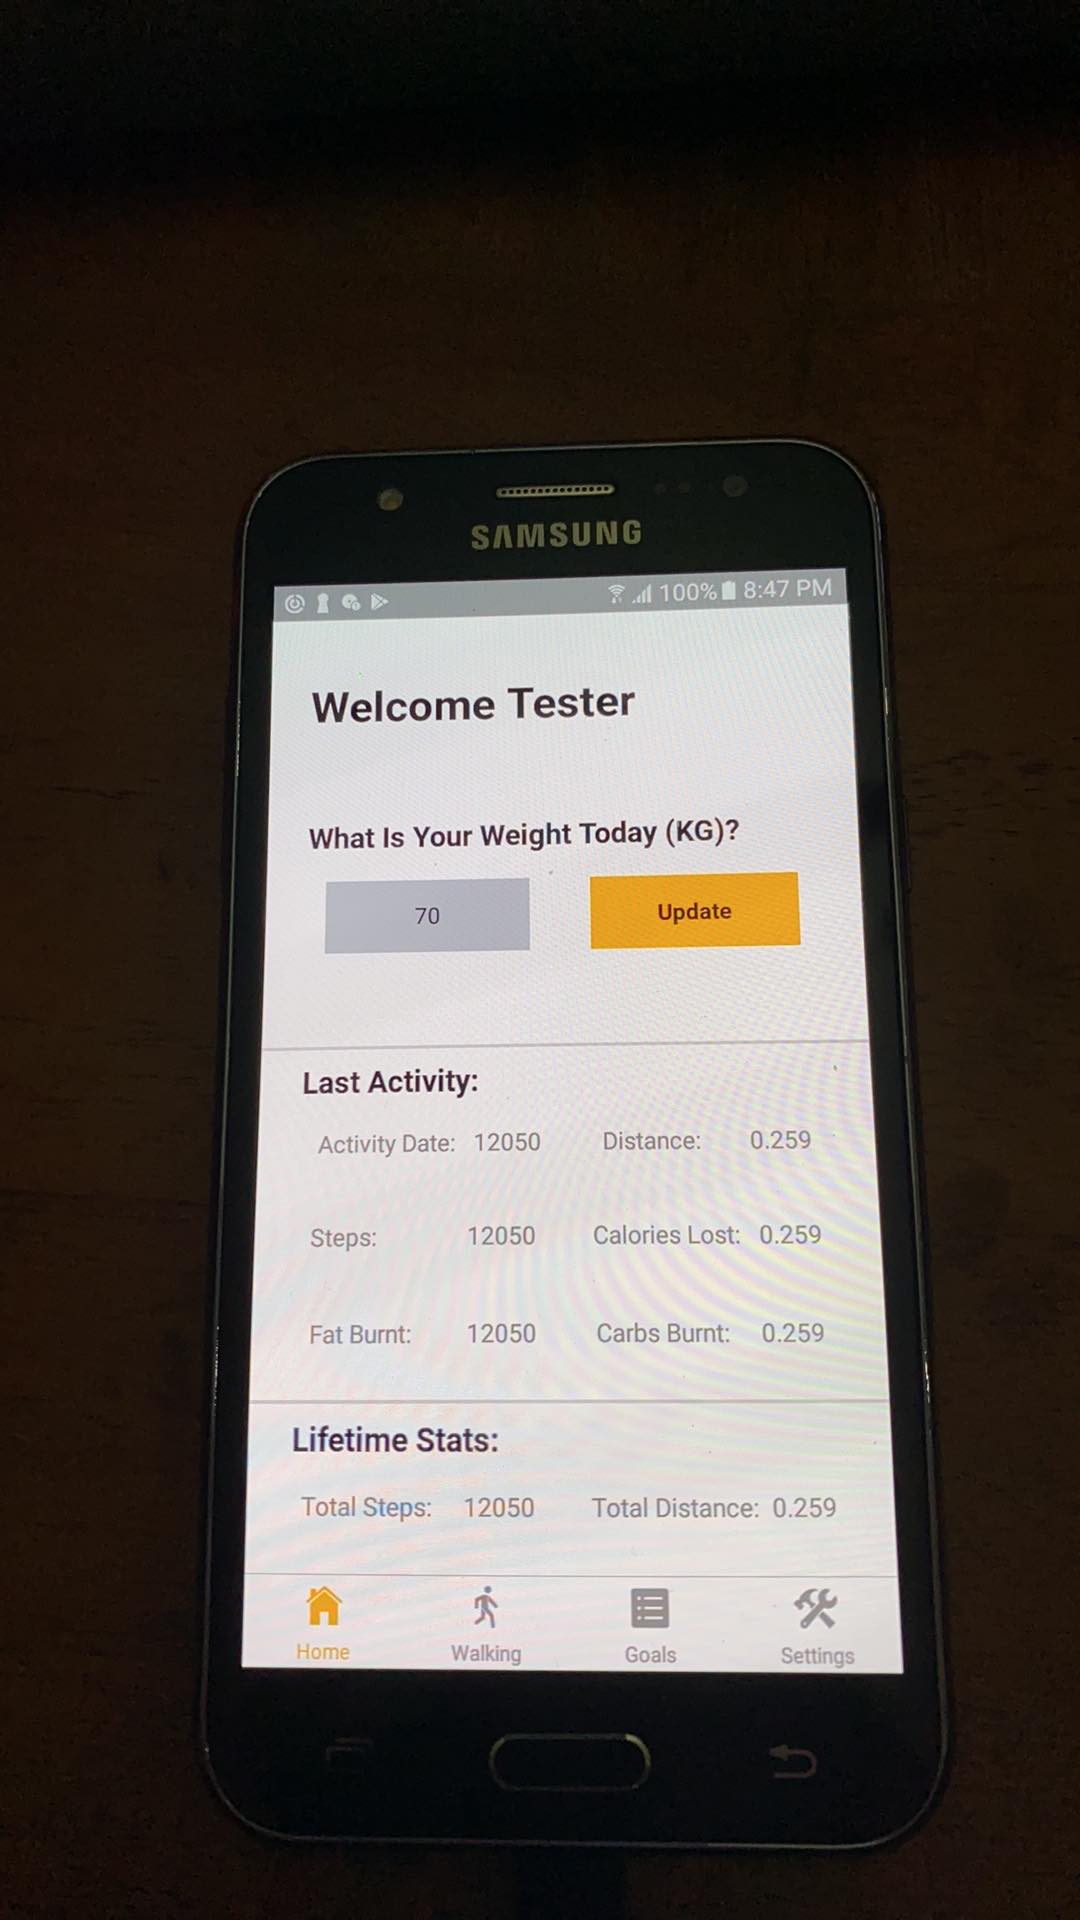 SAMSUNG
100% 8:47 PM
Welcome Tester
What Is Your Weight Today (KG)?
70 Update
Last Activity:
Activity Date: 12050 Distance: 0.259
Steps: 12050 Calories Lost: 0.259
Fat Burnt: 12050 Carbs Burnt: 0.259
Lifetime Stats:
Total Steps: 12050 Total Distance: 0.259
Home Walking Goals Settings